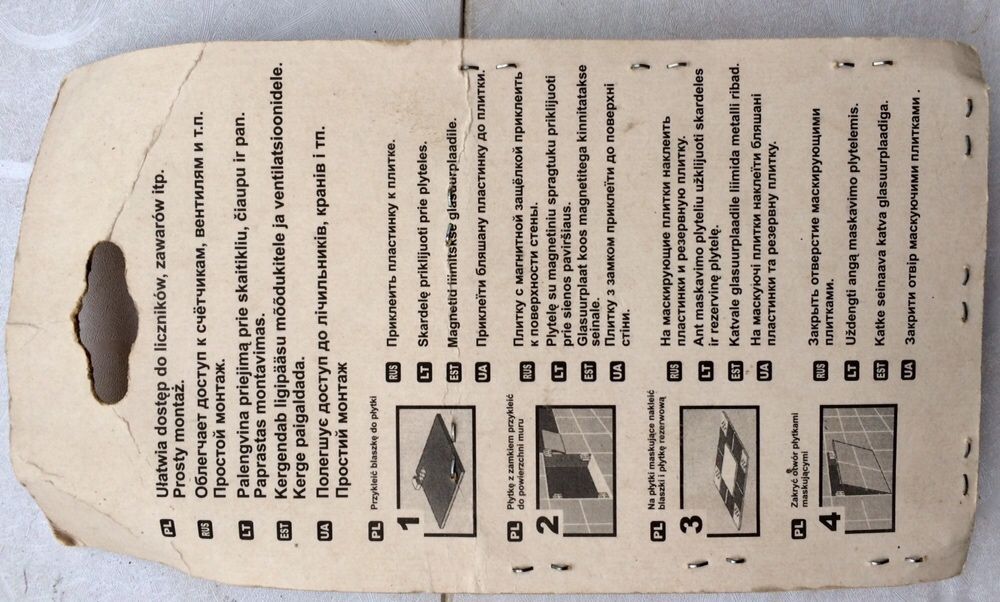 PL Ułatwia dostęp do liczników, zawarów itp.
Prosty montaż.
RUS Облегчает доступ к счётчикам, вентилям и т.п.
Простой монтаж.
LT Palengvina priejimą prie skaitikliu, čiaupu ir pan.
Paprastas montavimas.
EST Kergendab ligipääsu mõõdukitele ja ventilatsioonidele.
Kerge paigaldada.
UA Полегшує доступ до лічильників, кранів і тп.
Простий монтаж
PL Przykleić blaszkę do płytki
1
RUS Приклеить пластинку к плитке.
LT Skardelę priklijuoti prie plyteles.
EST Magnetid liimitskse glasuurplaadile.
UA Приклеїти бляшану пластинку до плитки.
PL Płytkę z zamkiem przykleić
do powierzchni muru
2
RUS Плитку с магнитной защёлкой приклеить
к поверхности стены.
LT Plytelę su magnetiniu spragtuku priklijuoti
prie sienos paviršiaus.
EST Glasuurplaat koos magnetitega kinnitatakse
seinale.
UA Плитку з замком приклеїти до поверхні
стіни.
PL Na płytki maskujące nakleić
blaszki i płytkę rezerwową
3
RUS На маскирующие плитки наклеить
пластинки и резервную плитку.
LT Ant maskavimo plyteliu užklijuoti skardeles
ir rezervinę plytelę.
EST Katvale glasuurplaadile liimida metalli ribad.
UA На маскуючі плитки наклеїти бляшані
пластинки та резервну плитку.
PL Zakryć otwór płytkami
maskującymi
4
RUS Закрыть отверстие маскирующими
плитками.
LT Uždengti angą maskavimo plytelemis.
EST Katke seinaava katva glasuurplaadiga.
UA Закрити отвір маскуючими плитками .